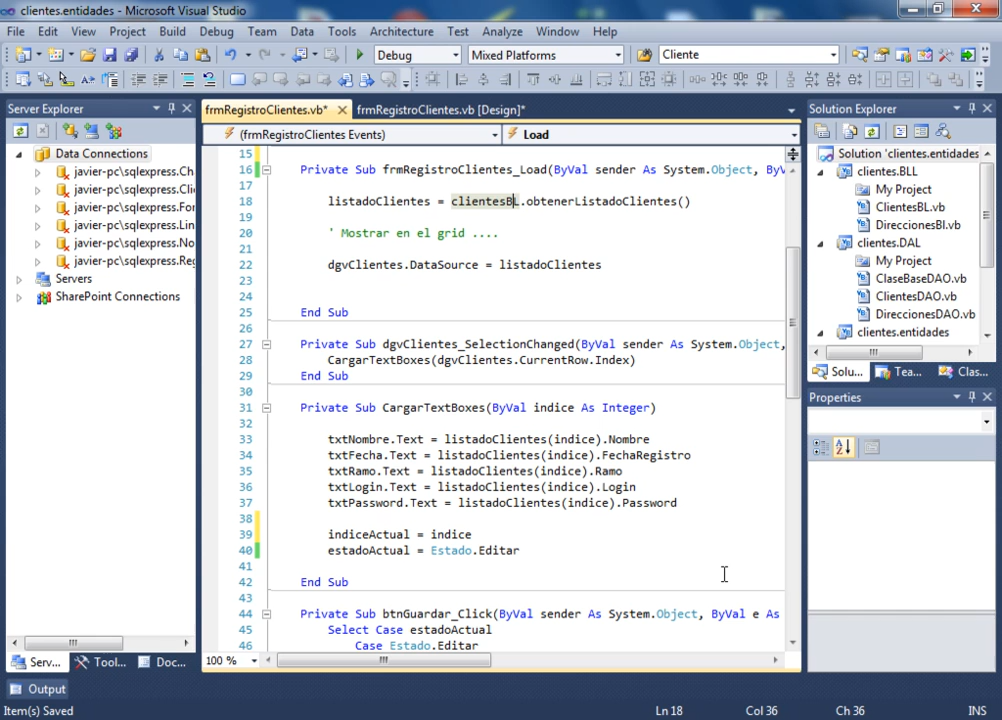 clientes.entidades - Microsoft Visual Studio
File Edit View Project Build Debug Team Data Tools Architecture Test Analyze Window Help
Debug Mixed Platforms Cliente
Server Explorer
Data Connections
javier-pc\sqlexpress.Ch
javier-pc\sqlexpress.Cli
javier-pc\sqlexpress.For
javier-pc\sqlexpress.Lin
javier-pc\sqlexpress.No
javier-pc\sqlexpress.Reg
Servers
SharePoint Connections
Serv... Tool... Doc...
frmRegistroClientes.vb* frmRegistroClientes.vb [Design]*
(frmRegistroClientes Events) Load
15
16 Private Sub frmRegistroClientes_Load(ByVal sender As System.Object, ByV
17
18 listadoClientes = clientesBL.obtenerListadoClientes()
19
20 ' Mostrar en el grid ....
21
22 dgvClientes.DataSource = listadoClientes
23
24
25 End Sub
26
27 Private Sub dgvClientes_SelectionChanged(ByVal sender As System.Object,
28 CargarTextBoxes(dgvClientes.CurrentRow.Index)
29 End Sub
30
31 Private Sub CargarTextBoxes(ByVal indice As Integer)
32
33 txtNombre.Text = listadoClientes(indice).Nombre
34 txtFecha.Text = listadoClientes(indice).FechaRegistro
35 txtRamo.Text = listadoClientes(indice).Ramo
36 txtLogin.Text = listadoClientes(indice).Login
37 txtPassword.Text = listadoClientes(indice).Password
38
39 indiceActual = indice
40 estadoActual = Estado.Editar
41
42 End Sub
43
44 Private Sub btnGuardar_Click(ByVal sender As System.Object, ByVal e As
45 Select Case estadoActual
46 Case Estado.Editar
100 %
Solution Explorer
Solution 'clientes.entidades
clientes.BLL
My Project
ClientesBL.vb
DireccionesBl.vb
clientes.DAL
My Project
ClaseBaseDAO.vb
ClientesDAO.vb
DireccionesDAO.vb
clientes.entidades
Solu... Tea... Clas...
Properties
Output
Item(s) Saved Ln 18 Col 36 Ch 36 INS